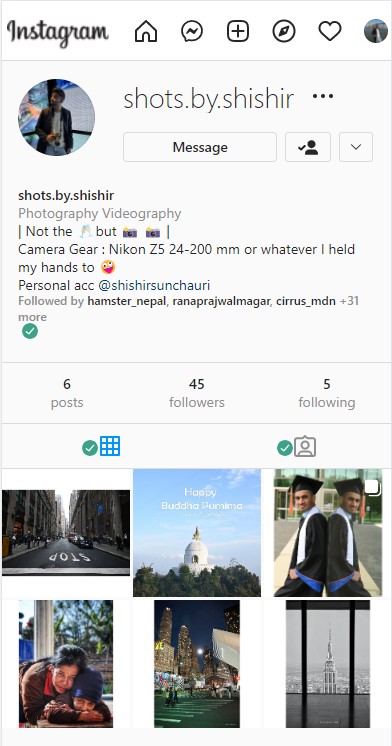 Instagram
shots.by.shishir ...
Message
shots.by.shishir
Photography Videography
| Not the 🥂 but 📸 📸 |
Camera Gear : Nikon Z5 24-200 mm or whatever I held
my hands to 🤪
Personal acc @shishirsunchauri
Followed by hamster_nepal, ranaprajwalmagar, cirrus_mdn +31
more
6 45 5
posts followers following
STOP
Happy
Buddha Purnima